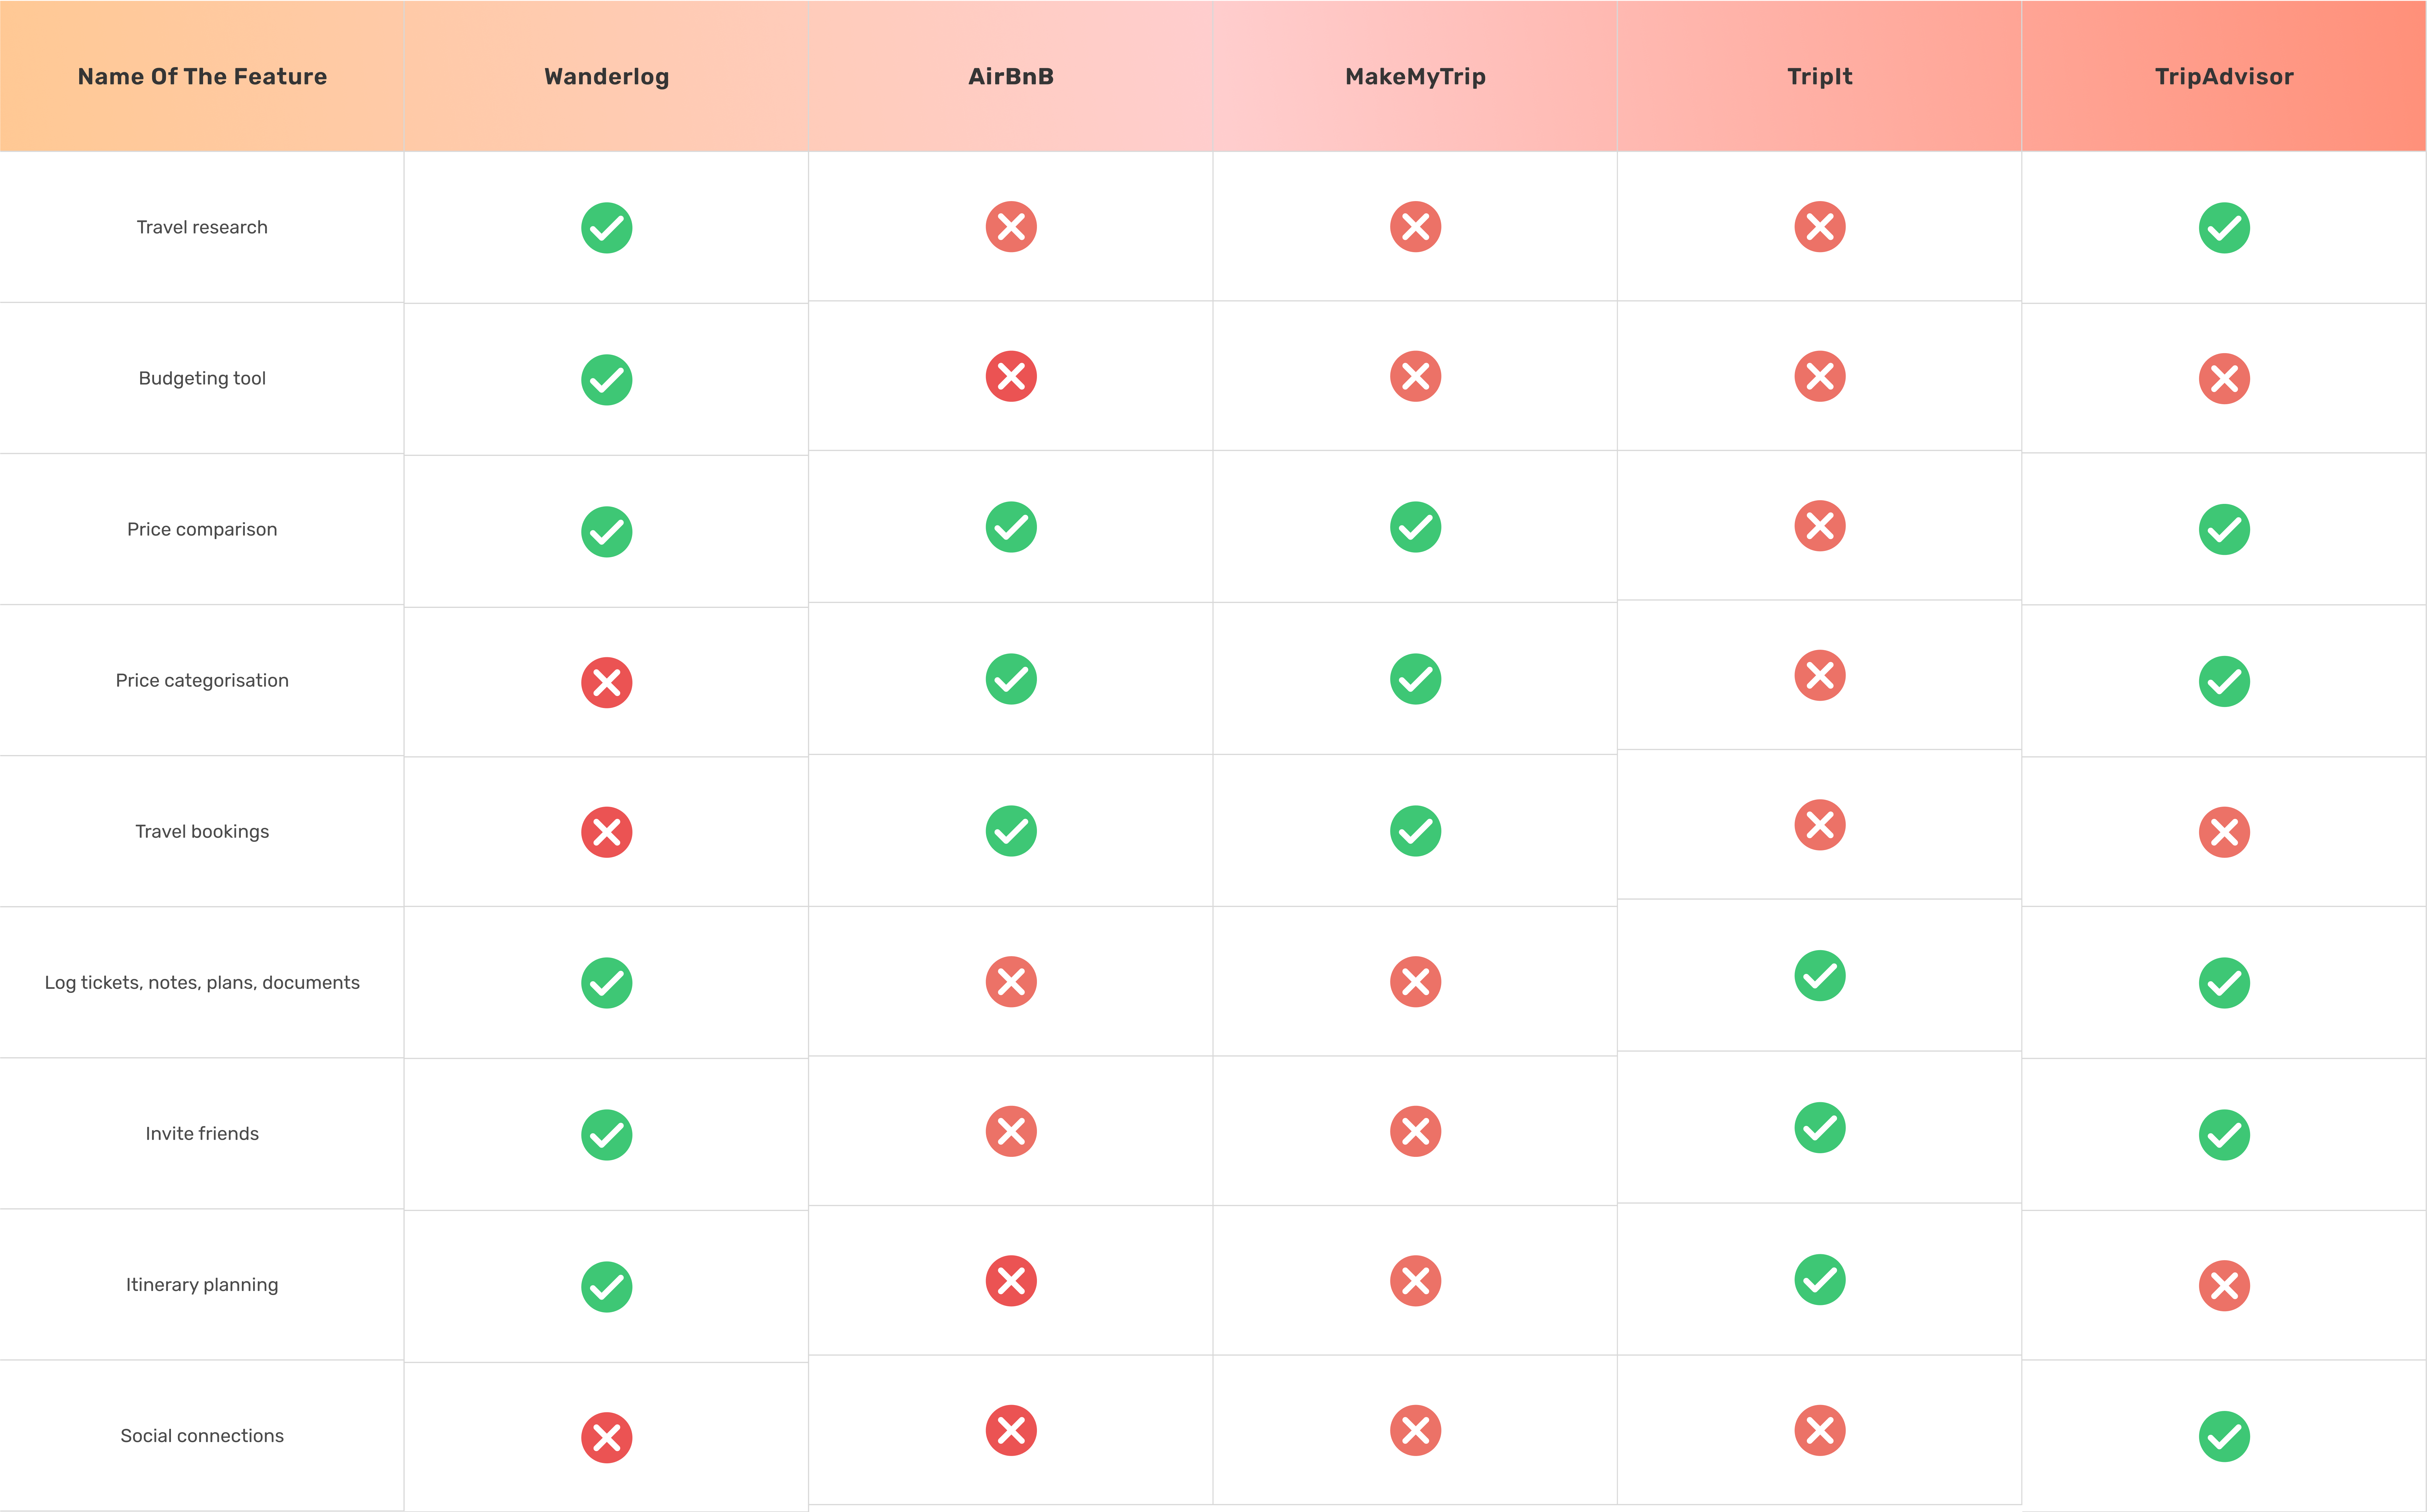 Name Of The Feature Wanderlog AirBnB MakeMyTrip TripIt TripAdvisor
Travel research
Budgeting tool
Price comparison
Price categorisation
Travel bookings
Log tickets, notes, plans, documents
Invite friends
Itinerary planning
Social connections